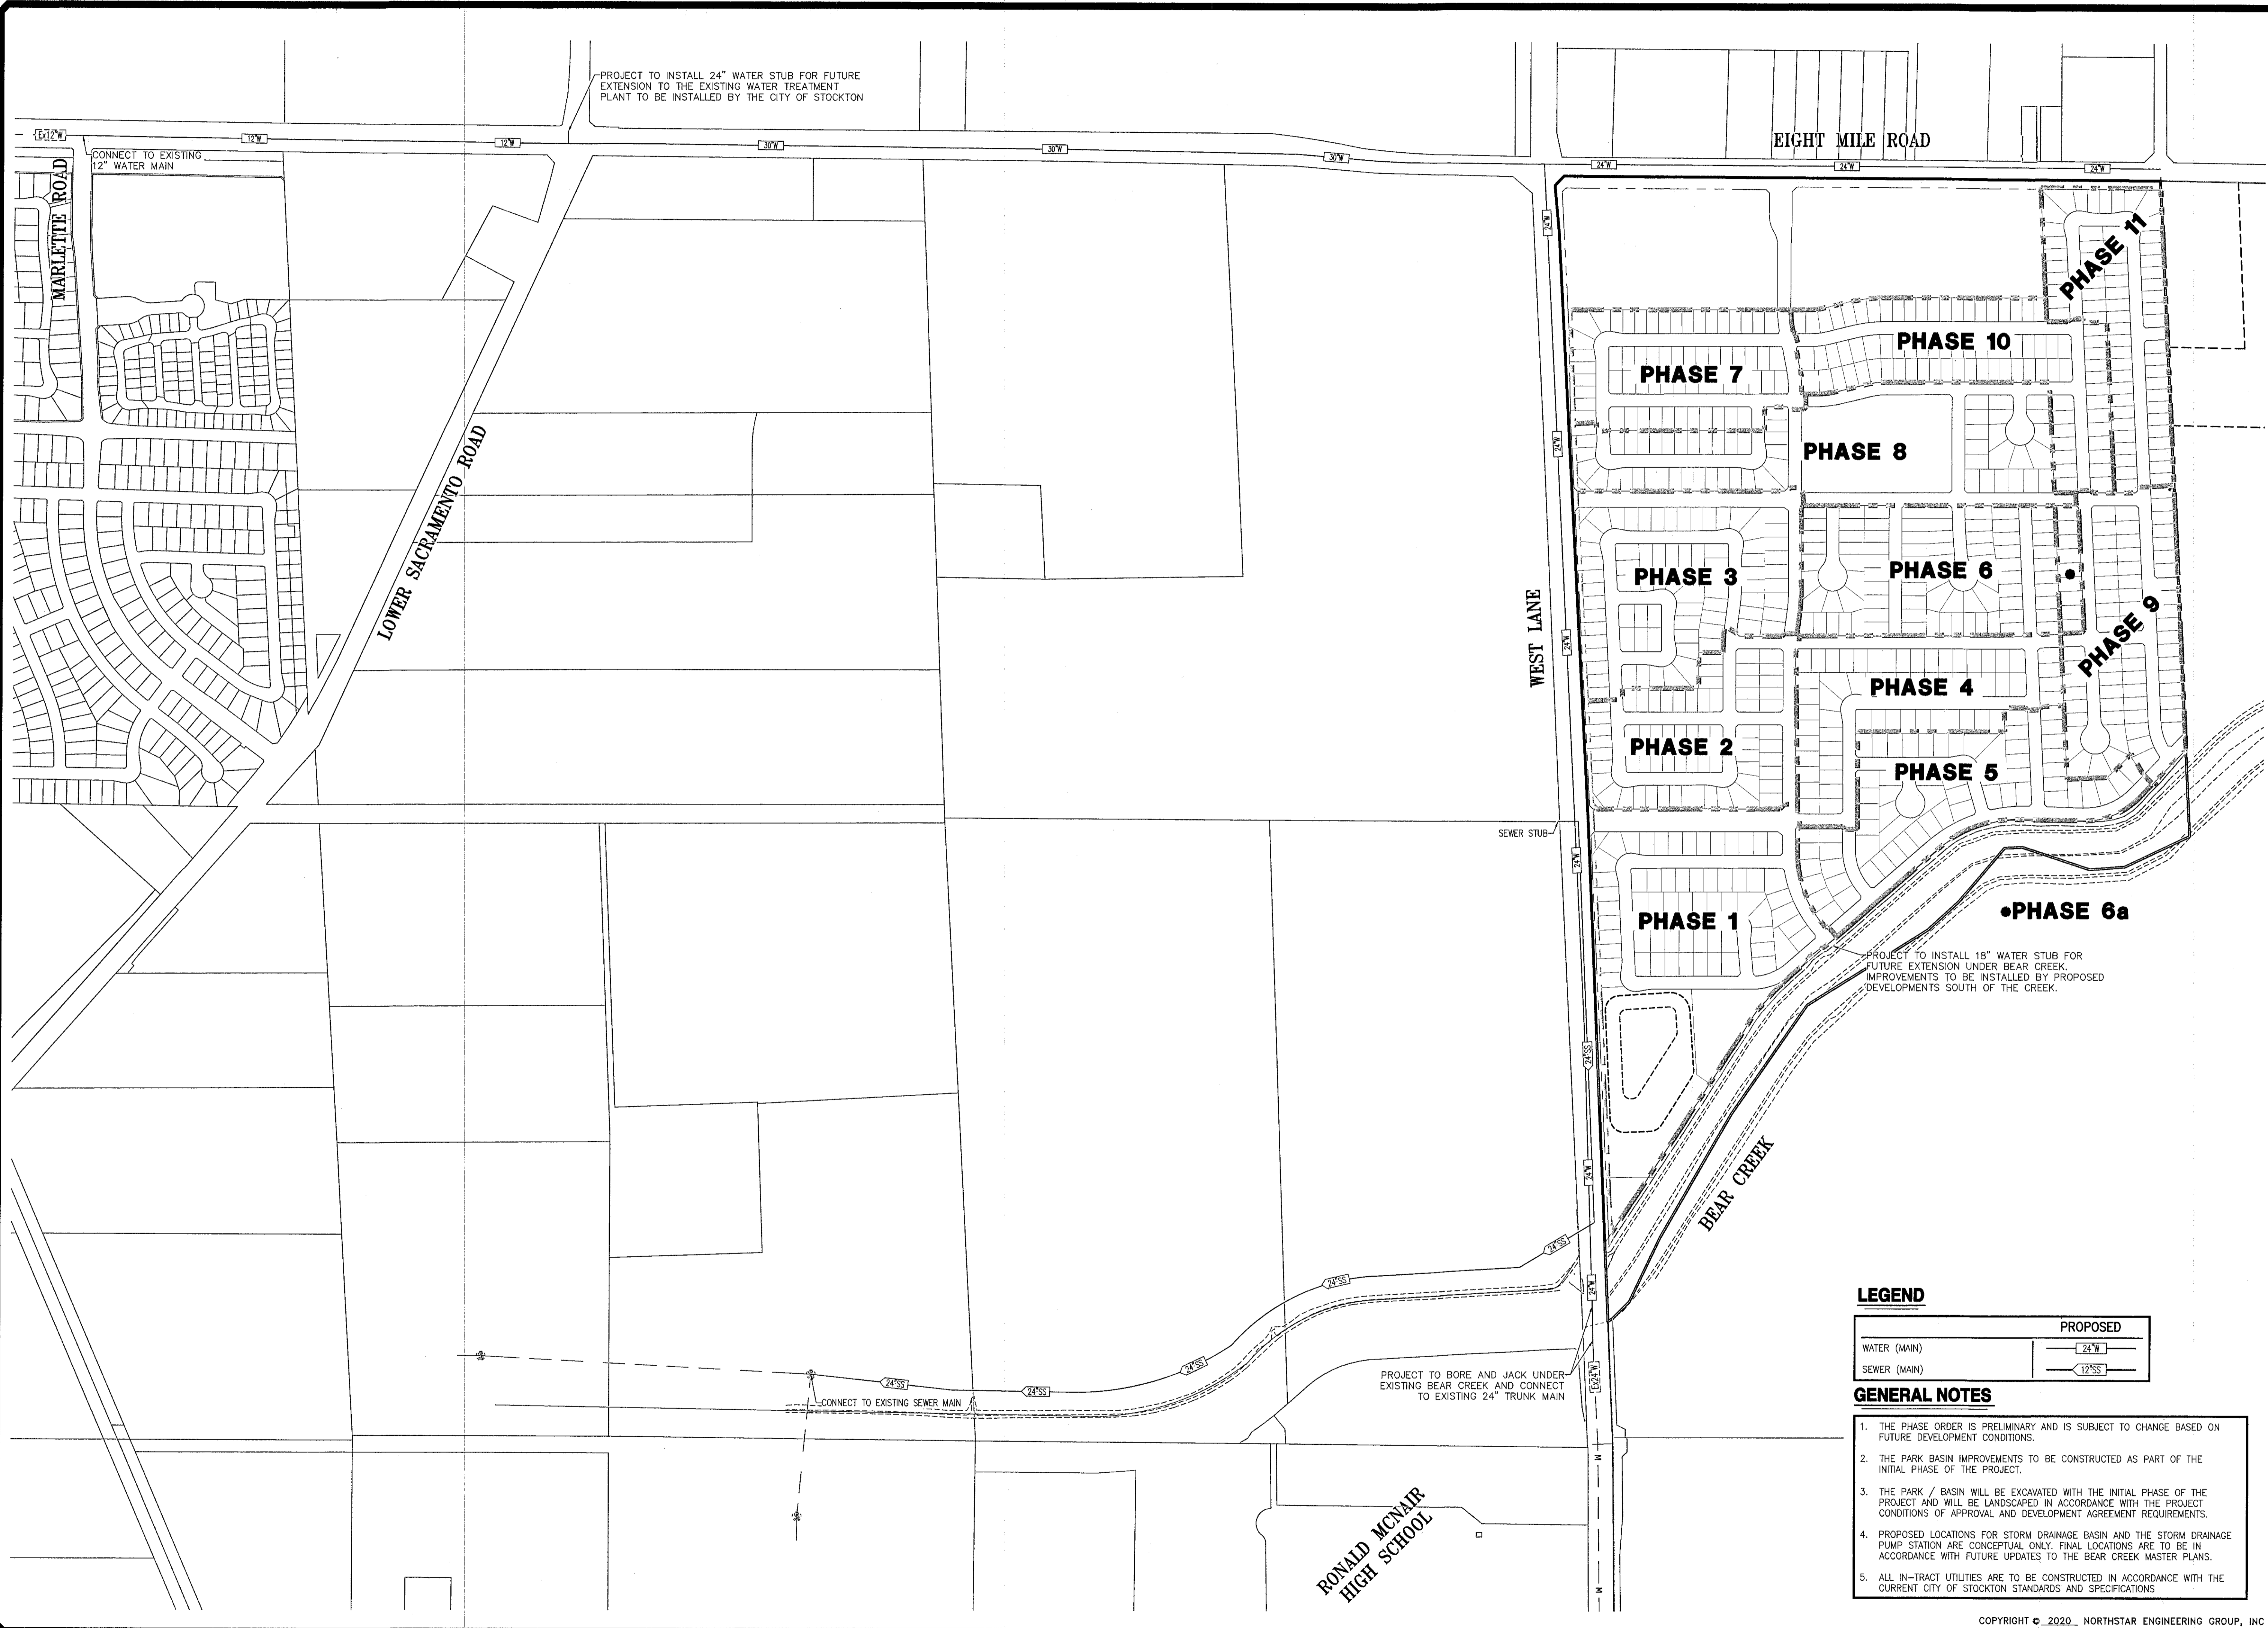 PROJECT TO INSTALL 24" WATER STUB FOR FUTURE
EXTENSION TO THE EXISTING WATER TREATMENT
PLANT TO BE INSTALLED BY THE CITY OF STOCKTON
Ex12"W
12"W
12"W
30"W
30"W
30"W
24"W
24"W
24"W
EIGHT MILE ROAD
CONNECT TO EXISTING
12" WATER MAIN
MARLETTE ROAD
LOWER SACRAMENTO ROAD
WEST LANE
24"W
24"W
24"W
24"W
24"SS
24"W
24"W
Ex24"W
M
M
PHASE 11
PHASE 10
PHASE 7
PHASE 8
PHASE 3
PHASE 6
PHASE 9
PHASE 4
PHASE 2
PHASE 5
SEWER STUB
PHASE 1
PHASE 6a
PROJECT TO INSTALL 18" WATER STUB FOR
FUTURE EXTENSION UNDER BEAR CREEK.
IMPROVEMENTS TO BE INSTALLED BY PROPOSED
DEVELOPMENTS SOUTH OF THE CREEK.
BEAR CREEK
24"SS
24"SS
24"SS
24"SS
24"SS
CONNECT TO EXISTING SEWER MAIN
PROJECT TO BORE AND JACK UNDER
EXISTING BEAR CREEK AND CONNECT
TO EXISTING 24" TRUNK MAIN
RONALD MCNAIR
HIGH SCHOOL
LEGEND
PROPOSED
WATER (MAIN) 24"W
SEWER (MAIN) 12"SS
GENERAL NOTES
1. THE PHASE ORDER IS PRELIMINARY AND IS SUBJECT TO CHANGE BASED ON
FUTURE DEVELOPMENT CONDITIONS.
2. THE PARK BASIN IMPROVEMENTS TO BE CONSTRUCTED AS PART OF THE
INITIAL PHASE OF THE PROJECT.
3. THE PARK / BASIN WILL BE EXCAVATED WITH THE INITIAL PHASE OF THE
PROJECT AND WILL BE LANDSCAPED IN ACCORDANCE WITH THE PROJECT
CONDITIONS OF APPROVAL AND DEVELOPMENT AGREEMENT REQUIREMENTS.
4. PROPOSED LOCATIONS FOR STORM DRAINAGE BASIN AND THE STORM DRAINAGE
PUMP STATION ARE CONCEPTUAL ONLY. FINAL LOCATIONS ARE TO BE IN
ACCORDANCE WITH FUTURE UPDATES TO THE BEAR CREEK MASTER PLANS.
5. ALL IN-TRACT UTILITIES ARE TO BE CONSTRUCTED IN ACCORDANCE WITH THE
CURRENT CITY OF STOCKTON STANDARDS AND SPECIFICATIONS
COPYRIGHT © 2020 NORTHSTAR ENGINEERING GROUP, INC